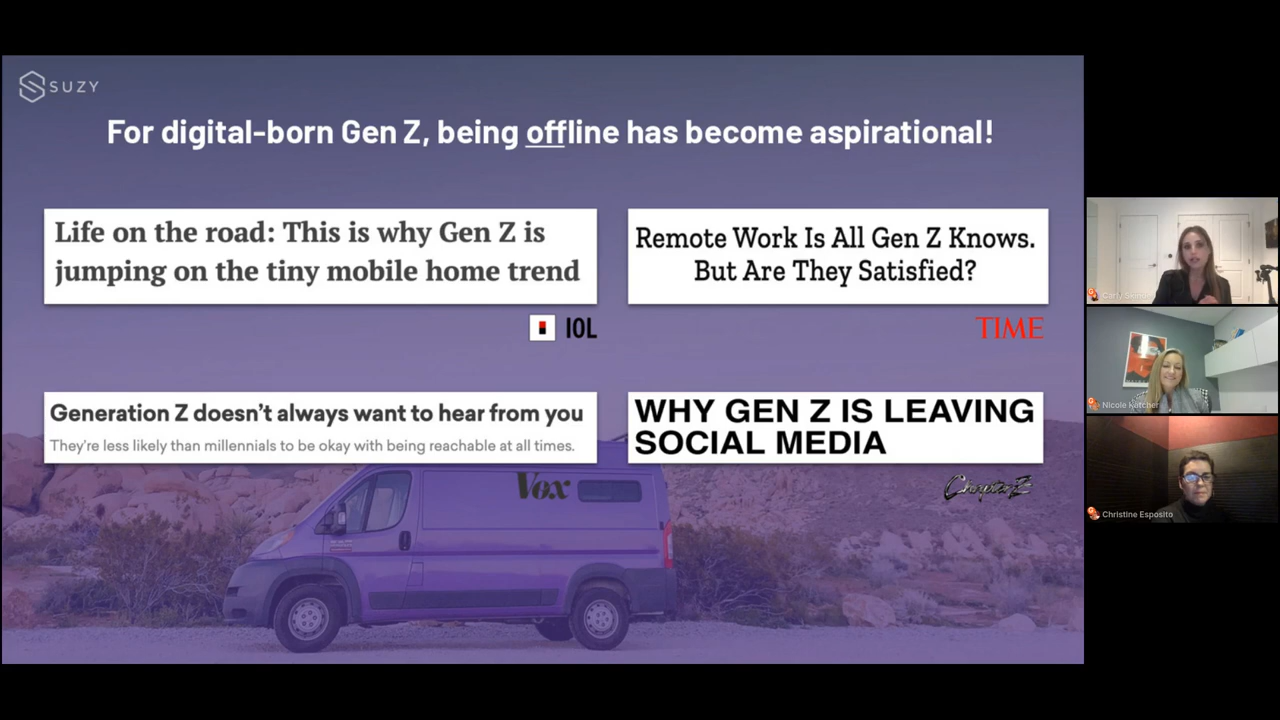 SUZY
For digital-born Gen Z, being offline has become aspirational!
Life on the road: This is why Gen Z is
jumping on the tiny mobile home trend
IOL
Remote Work Is All Gen Z Knows.
But Are They Satisfied?
TIME
Generation Z doesn't always want to hear from you
They're less likely than millennials to be okay with being reachable at all times.
Vox
WHY GEN Z IS LEAVING
SOCIAL MEDIA
Chapter Z
Nicole Katcher
Christine Esposito